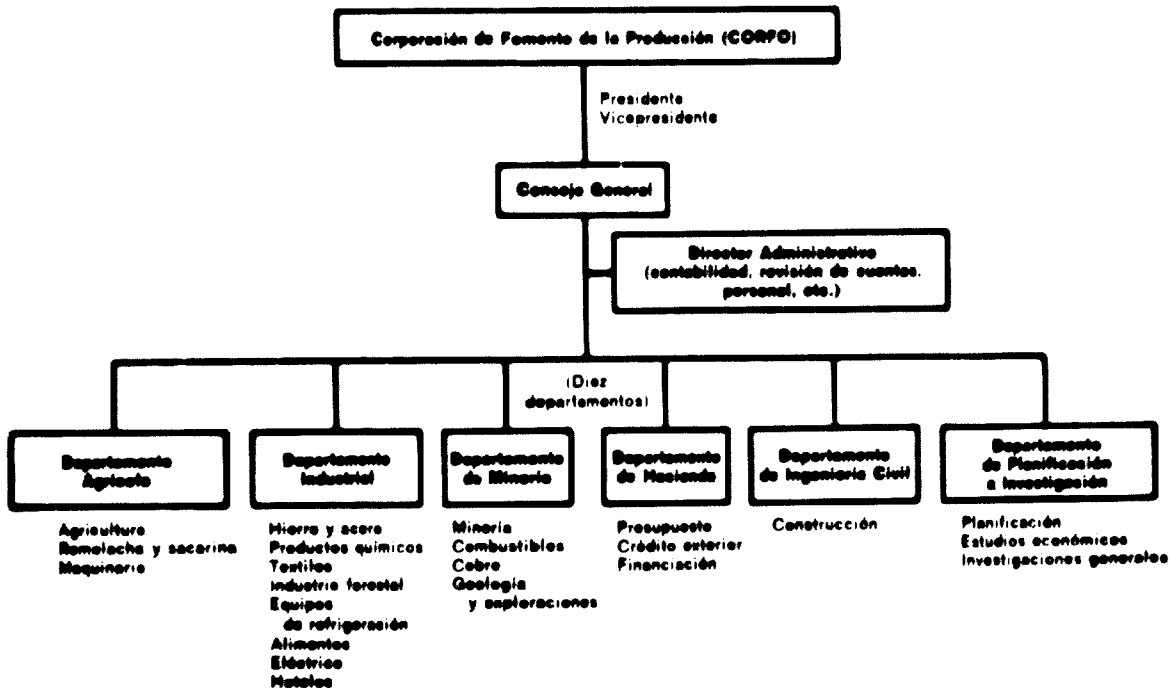 Corporación de Fomento de la Producción (CORFO)
Presidente
Vicepresidente
Consejo General
Director Administrativo
(contabilidad, revisión de cuentas,
personal, etc.)
(Diez
departamentos)
Departamento
Agrícola
Departamento
Industrial
Departamento
de Minería
Departamento
de Hacienda
Departamento
de Ingeniería Civil
Departamento
de Planificación
e Investigación
Agricultura
Remolacha y sacarina
Maquinaria
Hierro y acero
Productos químicos
Textiles
Industria forestal
Equipos
de refrigeración
Alimentos
Eléctrica
Hoteles
Minería
Combustibles
Cobre
Geología
y exploraciones
Presupuesto
Crédito exterior
Financiación
Construcción
Planificación
Estudios económicos
Investigaciones generales